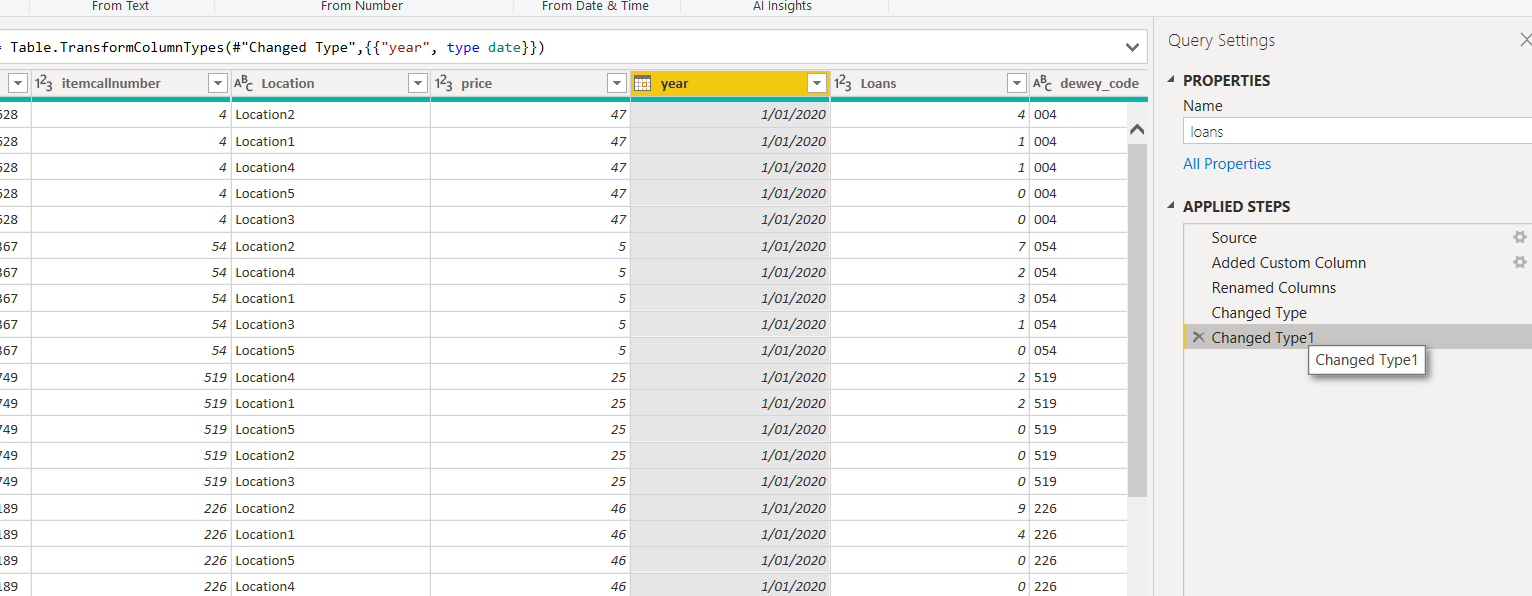 From Text From Number From Date & Time AI Insights
= Table.TransformColumnTypes(#"Changed Type",{{"year", type date}})
1²3 itemcallnumber ABC Location 1²3 price year 1²3 Loans ABC dewey_code
528 4 Location2 47 1/01/2020 4 004
528 4 Location1 47 1/01/2020 1 004
528 4 Location4 47 1/01/2020 1 004
528 4 Location5 47 1/01/2020 0 004
528 4 Location3 47 1/01/2020 0 004
367 54 Location2 5 1/01/2020 7 054
367 54 Location4 5 1/01/2020 2 054
367 54 Location1 5 1/01/2020 3 054
367 54 Location3 5 1/01/2020 1 054
367 54 Location5 5 1/01/2020 0 054
749 519 Location4 25 1/01/2020 2 519
749 519 Location1 25 1/01/2020 2 519
749 519 Location5 25 1/01/2020 0 519
749 519 Location2 25 1/01/2020 0 519
749 519 Location3 25 1/01/2020 0 519
189 226 Location2 46 1/01/2020 9 226
189 226 Location1 46 1/01/2020 4 226
189 226 Location5 46 1/01/2020 0 226
189 226 Location4 46 1/01/2020 0 226
Query Settings
PROPERTIES
Name
loans
All Properties
APPLIED STEPS
Source
Added Custom Column
Renamed Columns
Changed Type
Changed Type1
Changed Type1